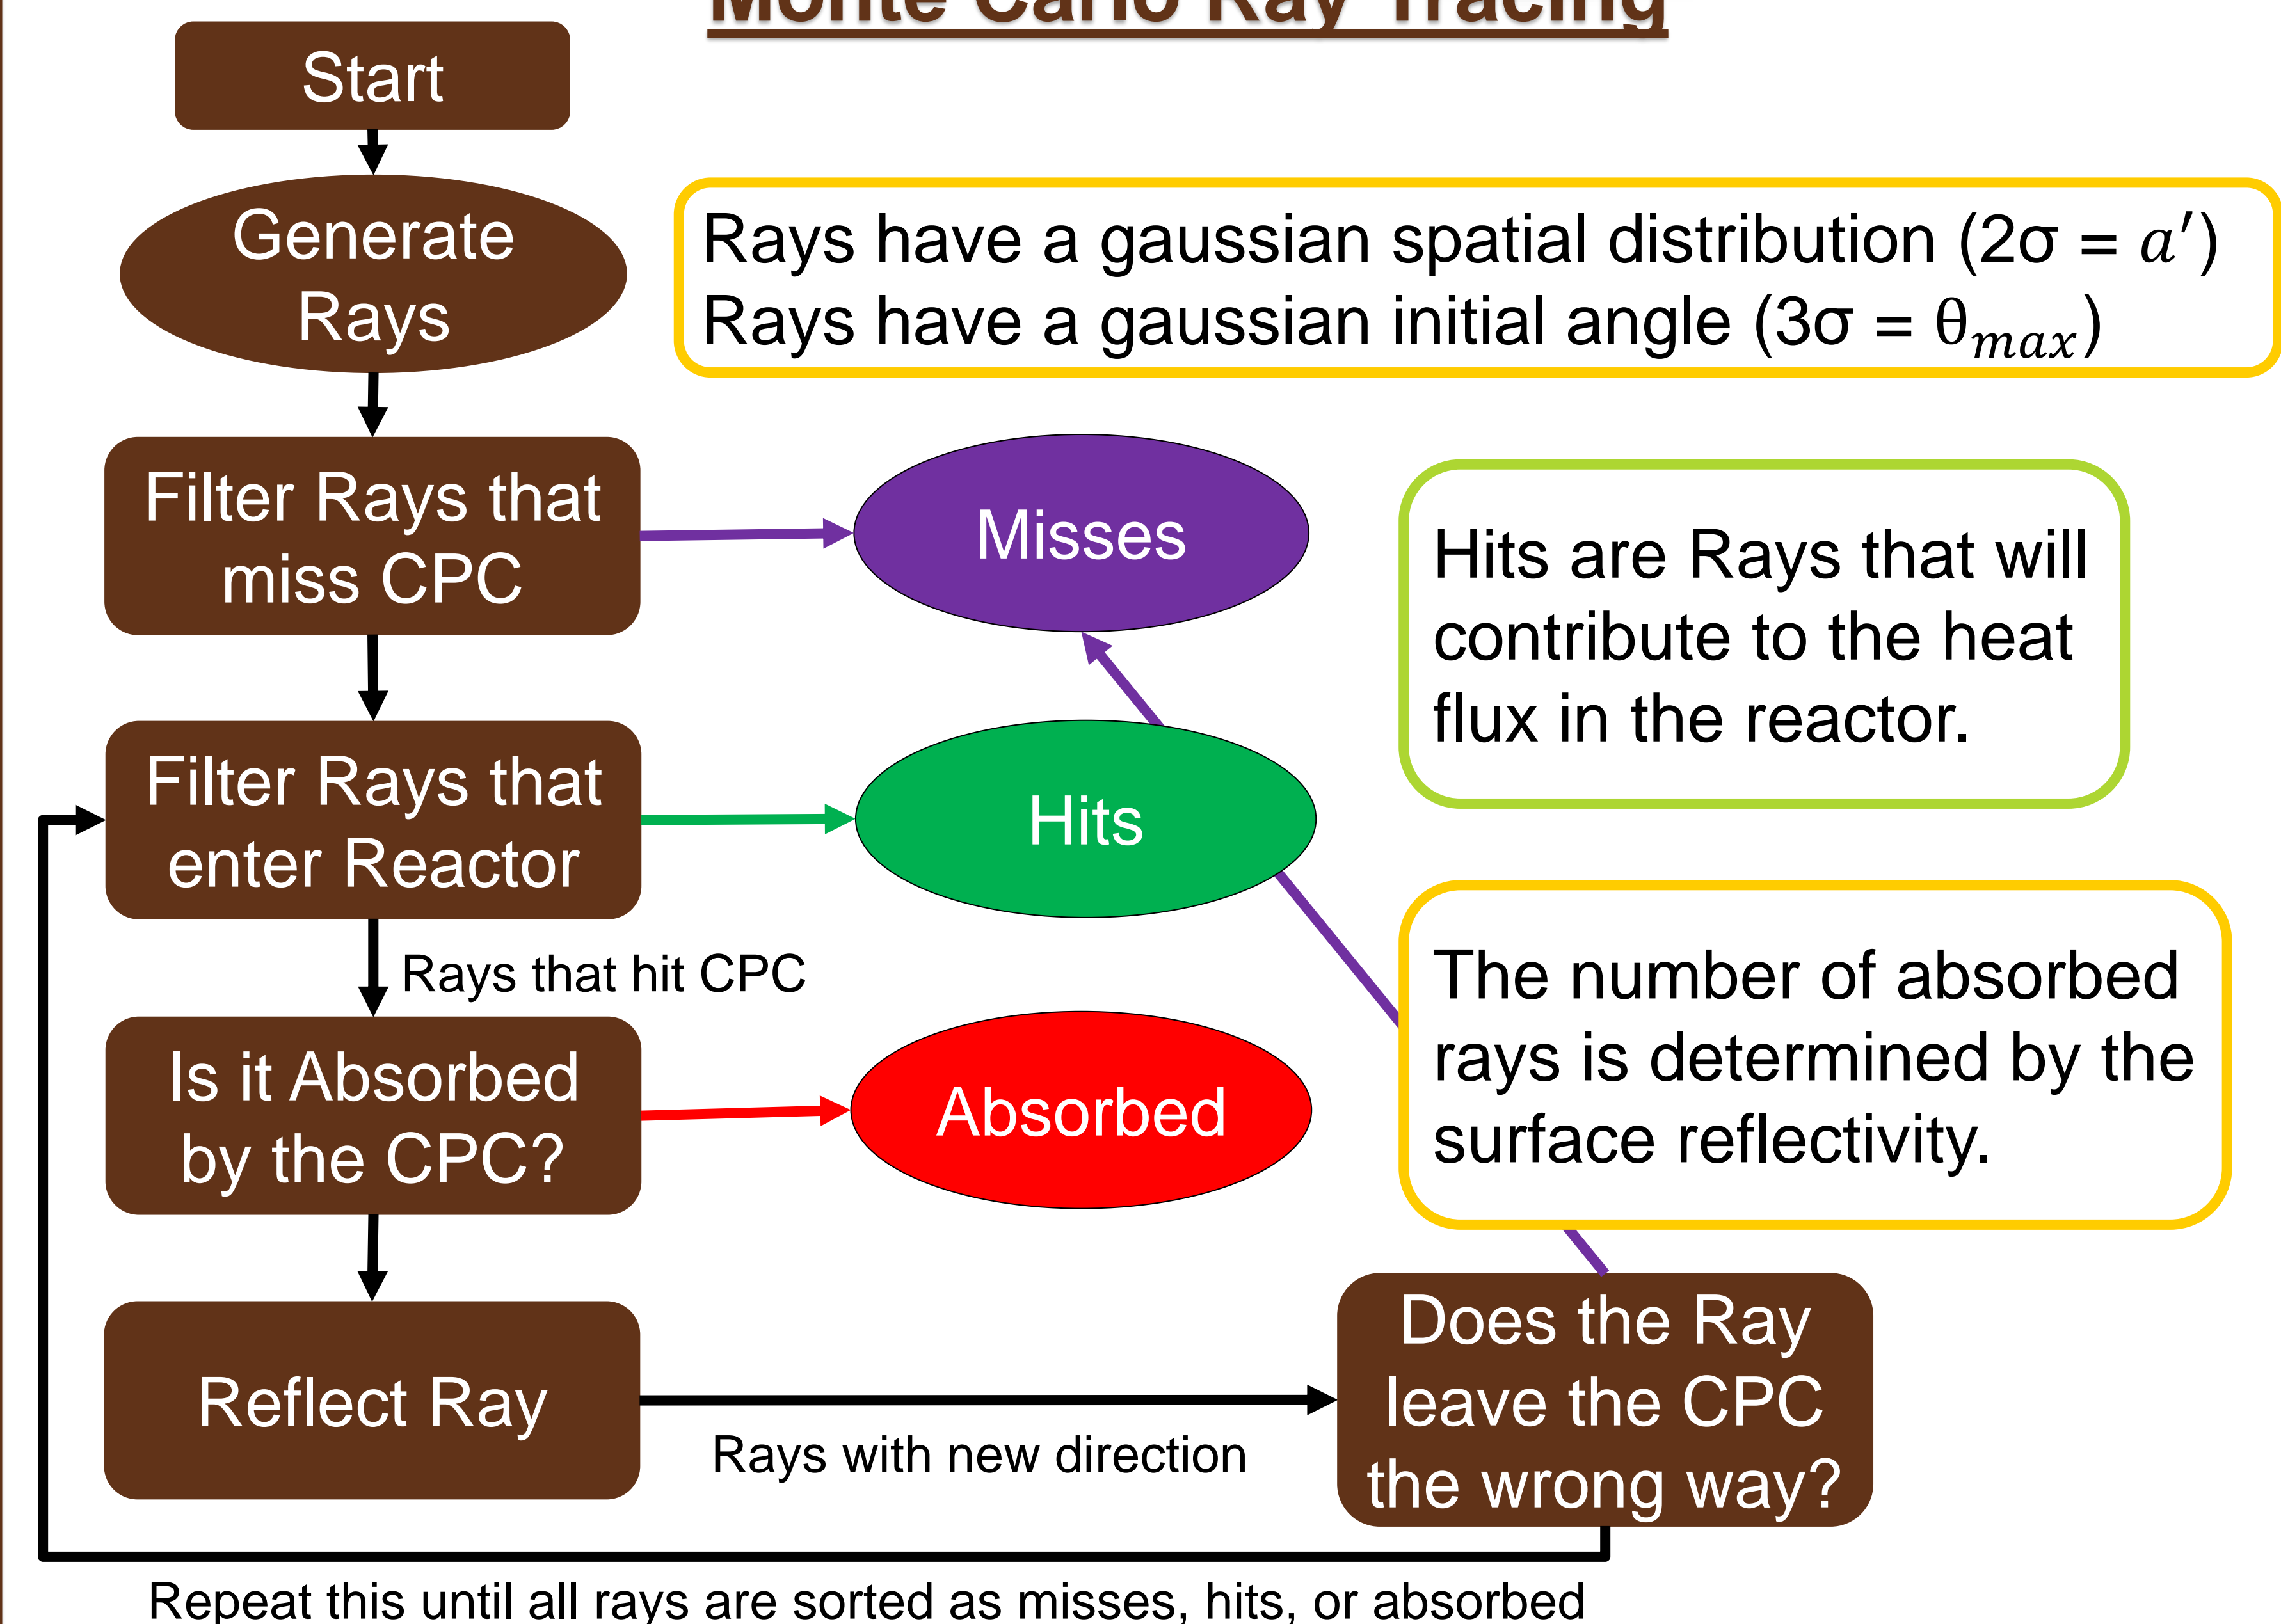 Monte Carlo Ray Tracing
Start
Generate
Rays
Rays have a gaussian spatial distribution (2σ = 𝑎′)
Rays have a gaussian initial angle (3σ = θ𝑚𝑎𝑥)
Filter Rays that
miss CPC
Misses
Hits are Rays that will
contribute to the heat
flux in the reactor.
Filter Rays that
enter Reactor
Hits
Rays that hit CPC
The number of absorbed
rays is determined by the
surface reflectivity.
Is it Absorbed
by the CPC?
Absorbed
Reflect Ray
Rays with new direction
Does the Ray
leave the CPC
the wrong way?
Repeat this until all rays are sorted as misses, hits, or absorbed